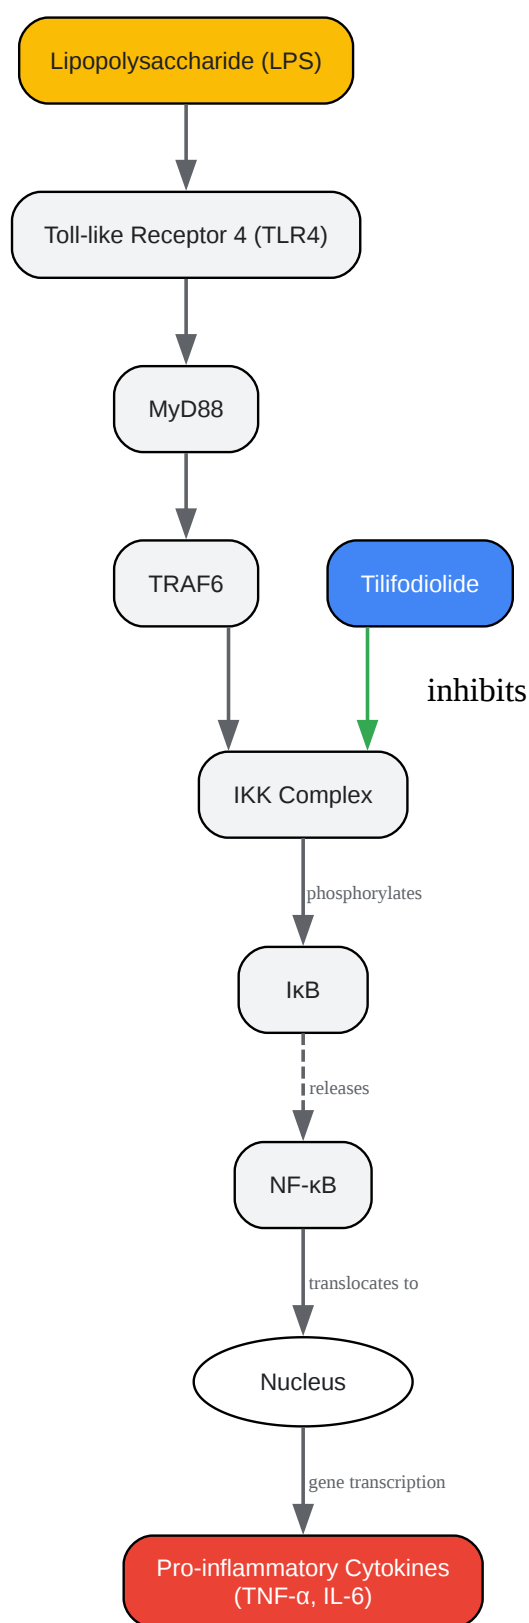 Lipopolysaccharide (LPS)
Toll-like Receptor 4 (TLR4)
MyD88
TRAF6
Tilifodiolide
inhibits
IKK Complex
phosphorylates
IκB
releases
NF-κB
translocates to
Nucleus
gene transcription
Pro-inflammatory Cytokines
(TNF-α, IL-6)